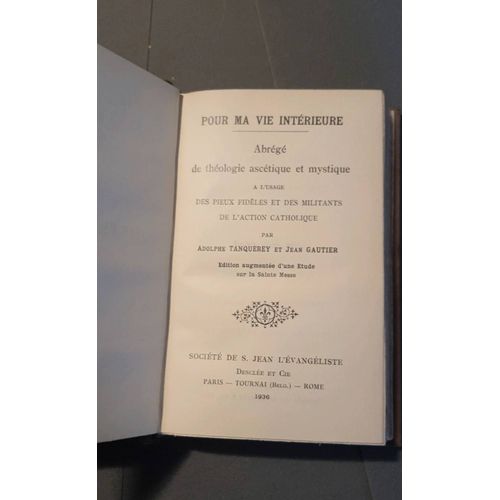 POUR MA VIE INTÉRIEURE
Abrégé
de théologie ascétique et mystique
A L'USAGE
DES PIEUX FIDÈLES ET DES MILITANTS
DE L'ACTION CATHOLIQUE
PAR
ADOLPHE TANQUEREY ET JEAN GAUTIER
Edition augmentée d'une Etude
sur la Sainte Messe
SOCIÉTÉ DE S. JEAN L'ÉVANGÉLISTE
DESCLÉE ET CIE
PARIS — TOURNAI (BELG.) — ROME
1936